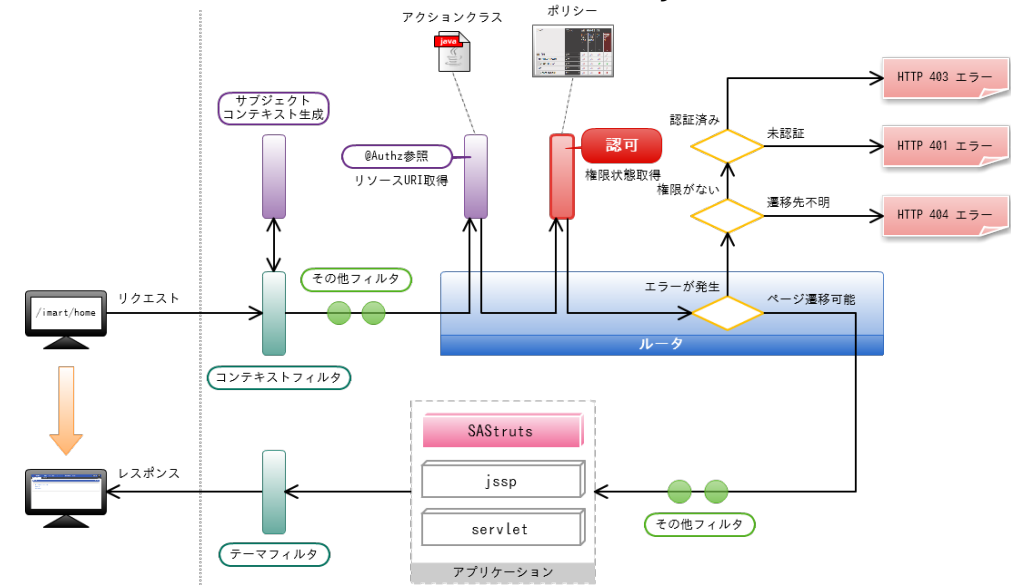 アクションクラス
ポリシー
java
HTTP 403 エラー
サブジェクト
コンテキスト生成
認証済み
未認証
HTTP 401 エラー
@Authz参照
認可
リソースURI取得
権限状態取得
権限がない
遷移先不明
HTTP 404 エラー
その他フィルタ
エラーが発生
ページ遷移可能
リクエスト
/imart/home
ルータ
コンテキストフィルタ
SAStruts
レスポンス
jssp
servlet
その他フィルタ
テーマフィルタ
アプリケーション